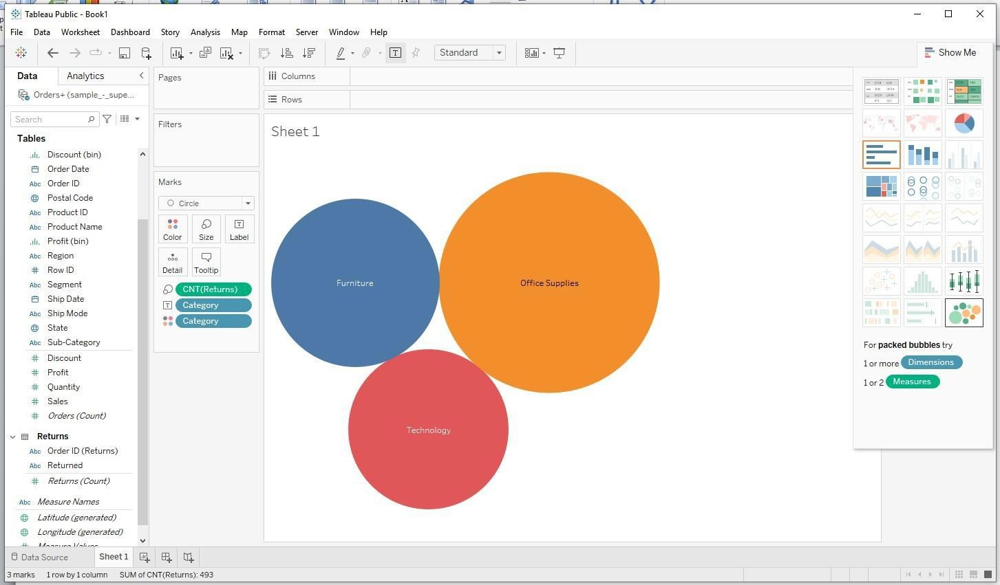 Tableau Public - Book1
File Data Worksheet Dashboard Story Analysis Map Format Server Window Help
Standard
Show Me
Data Analytics
Orders+ (sample_-_supe...
Search
Tables
Discount (bin)
Order Date
Order ID
Postal Code
Product ID
Product Name
Profit (bin)
Region
Row ID
Segment
Ship Date
Ship Mode
State
Sub-Category
Discount
Profit
Quantity
Sales
Orders (Count)
Returns
Order ID (Returns)
Returned
Returns (Count)
Measure Names
Latitude (generated)
Longitude (generated)
Measure Values
Pages
Filters
Marks
Circle
Color Size Label
Detail Tooltip
CNT(Returns)
Category
Category
Columns
Rows
Sheet 1
Furniture
Office Supplies
Technology
For packed bubbles try
1 or more Dimensions
1 or 2 Measures
Data Source Sheet 1
3 marks 1 row by 1 column SUM of CNT(Returns): 493